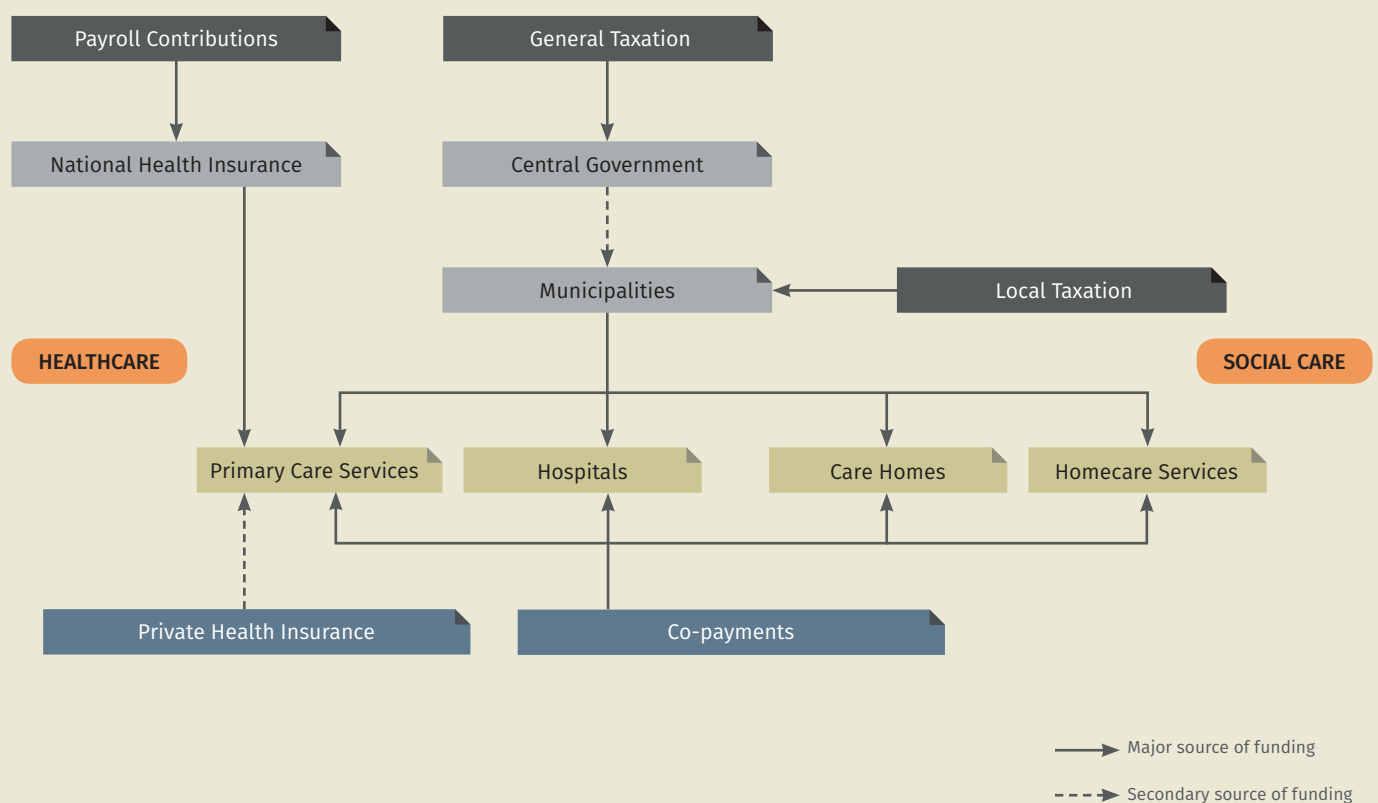 Payroll Contributions
General Taxation
National Health Insurance
Central Government
Municipalities
Local Taxation
HEALTHCARE
SOCIAL CARE
Primary Care Services
Hospitals
Care Homes
Homecare Services
Private Health Insurance
Co-payments
Major source of funding
Secondary source of funding